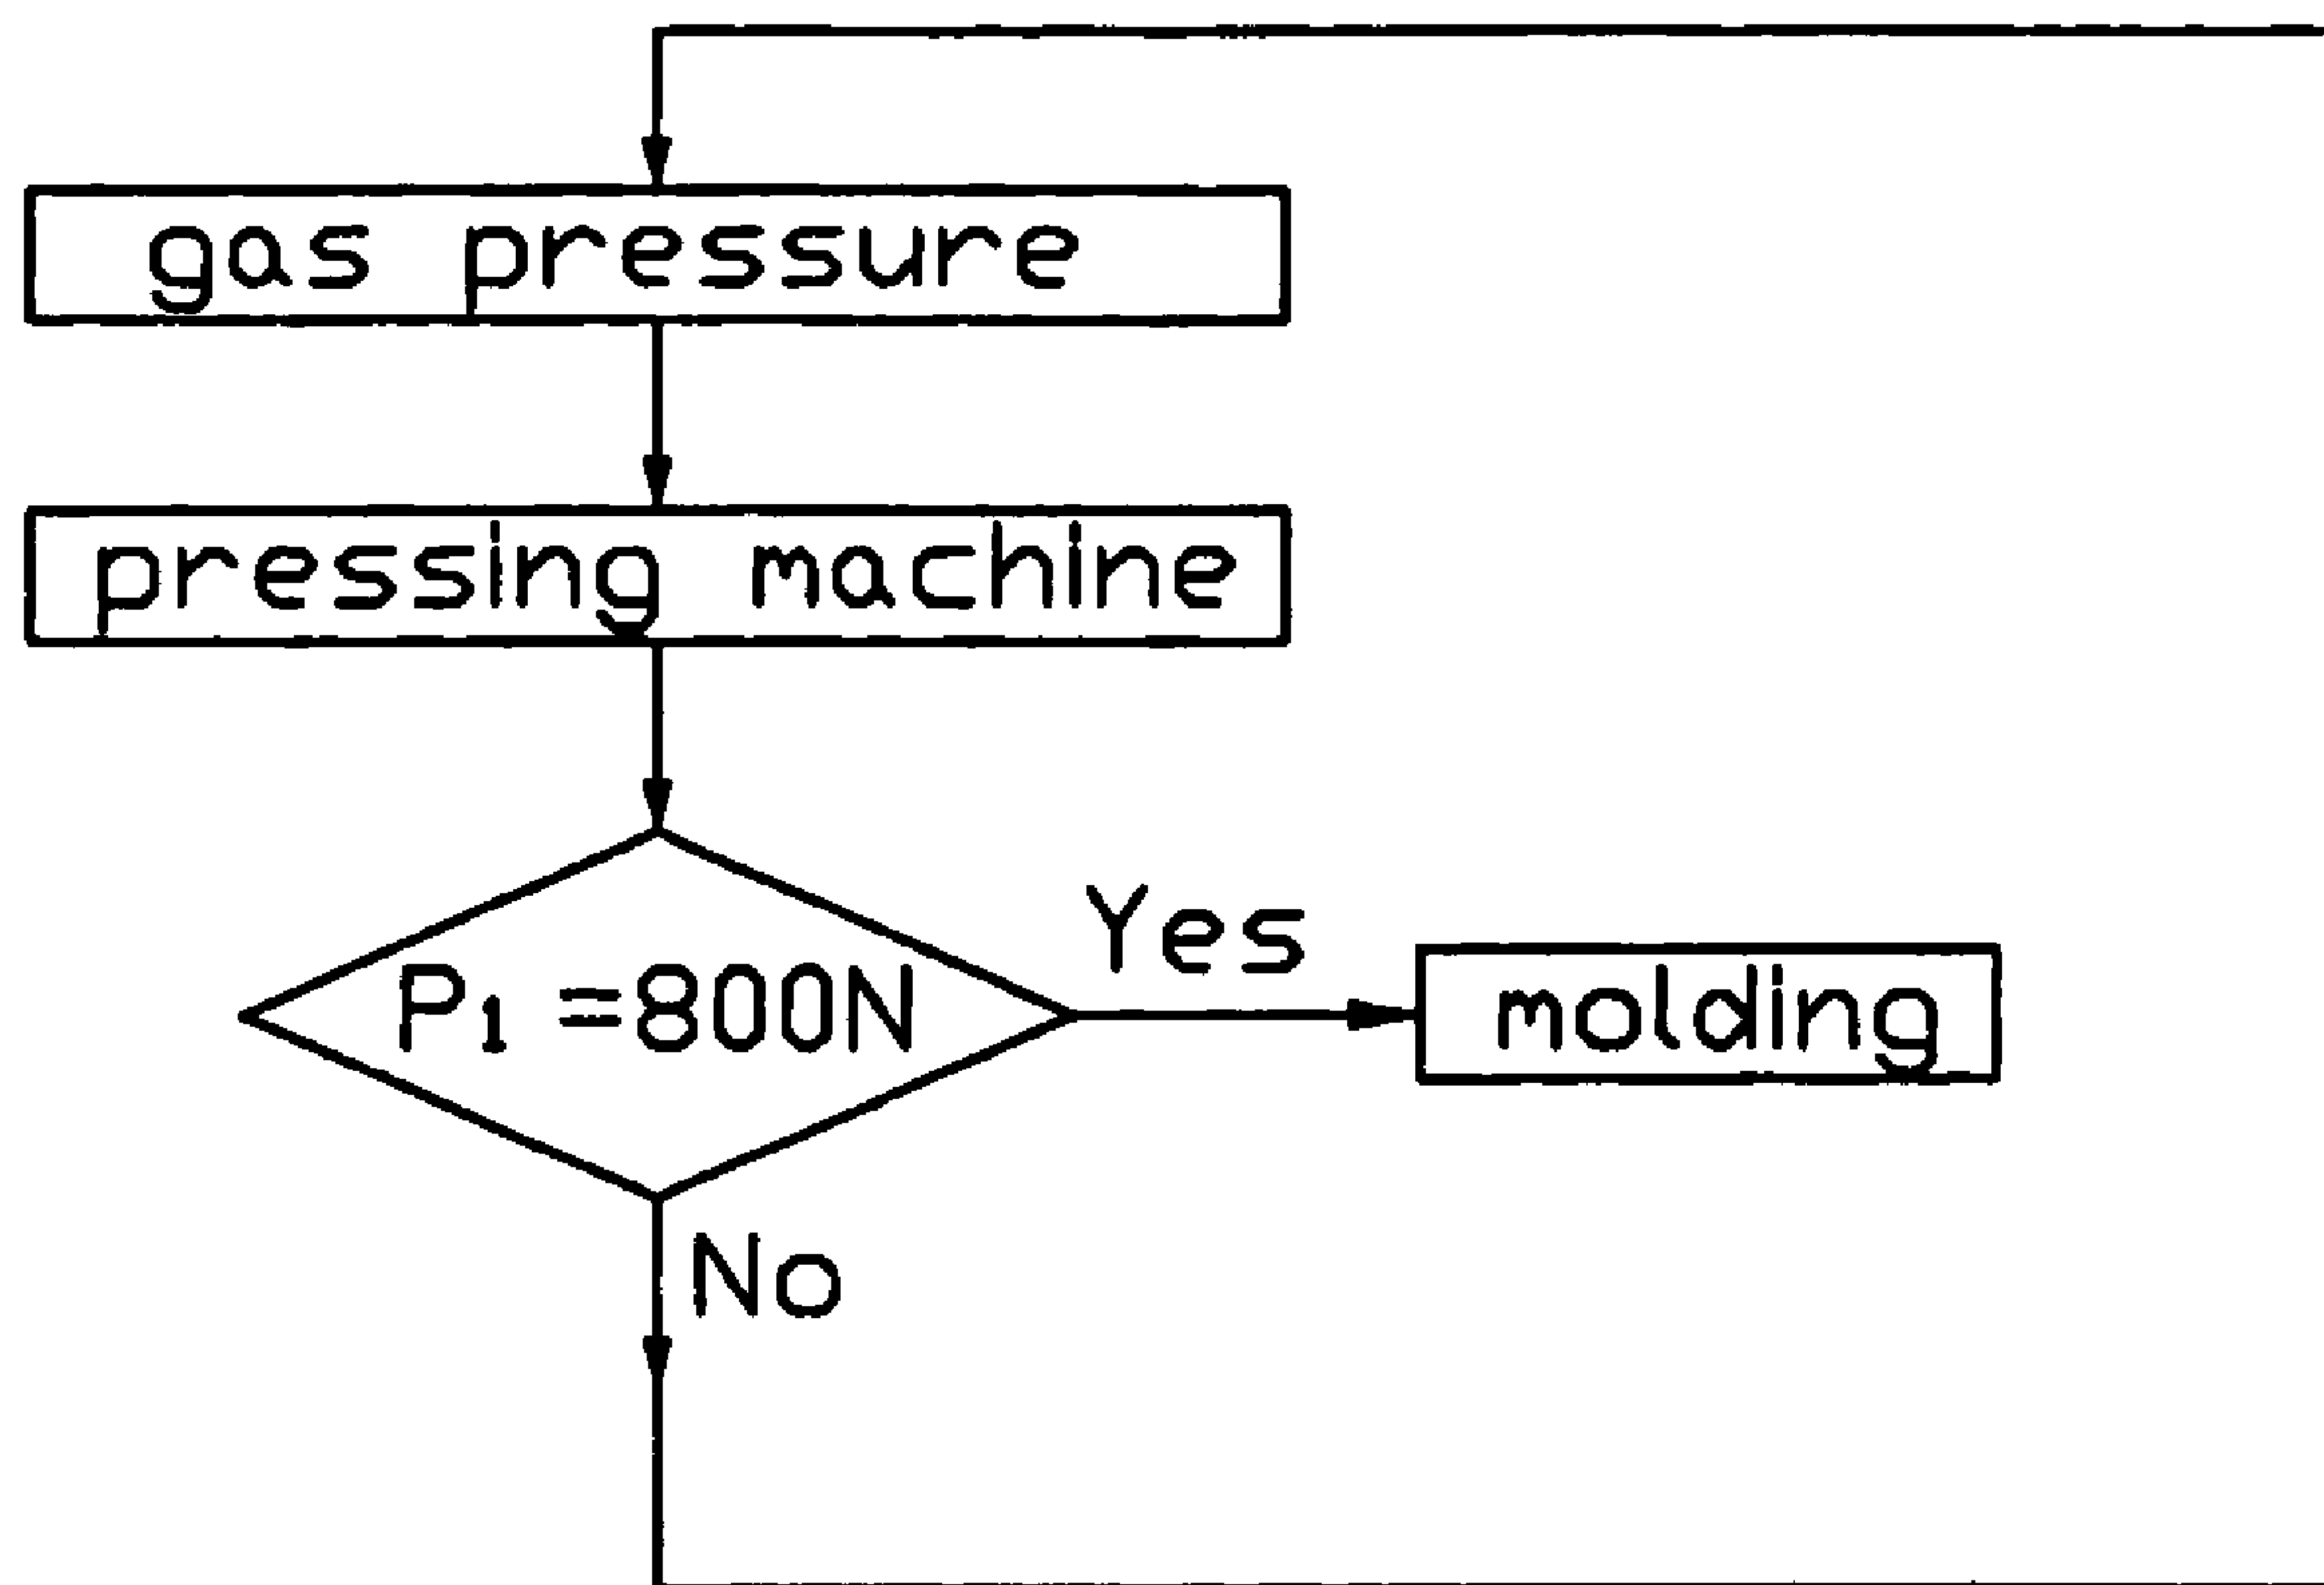 gas pressure
pressing machine
Yes
P₁ =800N
molding
No